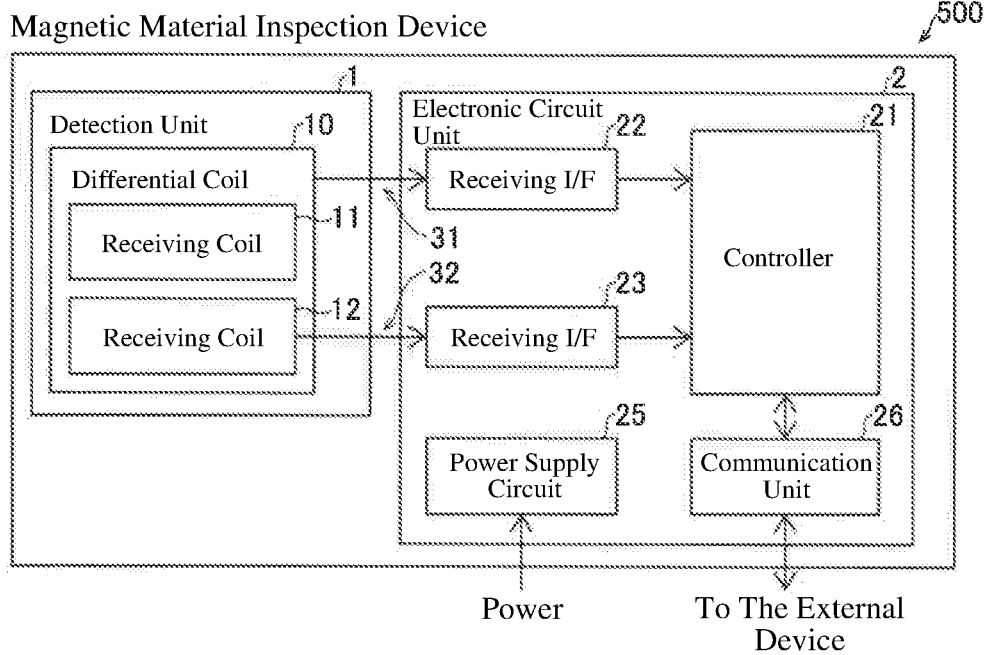 Magnetic Material Inspection Device
500
1
2
Detection Unit
10
Electronic Circuit
Unit
22
21
Differential Coil
Receiving I/F
11
Receiving Coil
31
Controller
32
12
23
Receiving Coil
Receiving I/F
25
26
Power Supply
Circuit
Communication
Unit
Power
To The External
Device